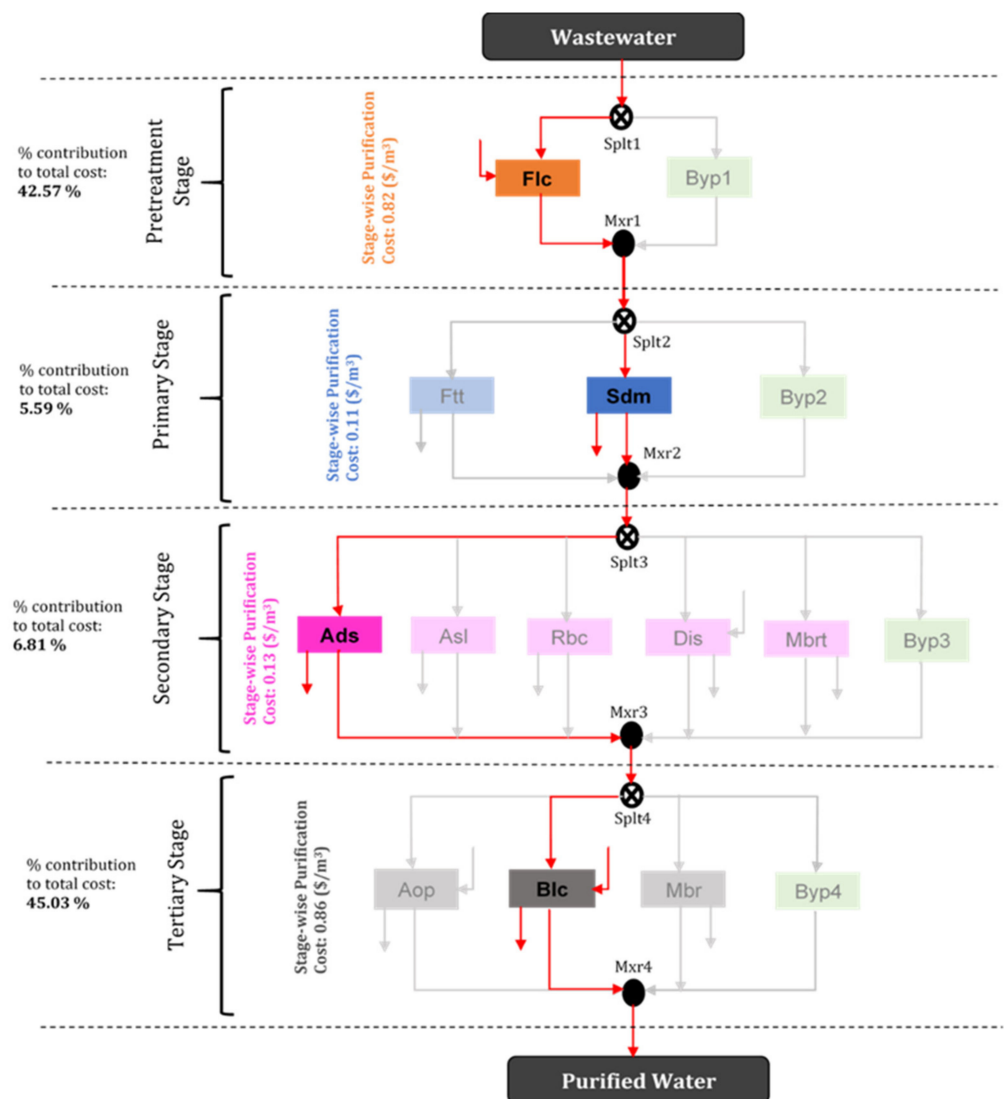 Wastewater
% contribution
to total cost:
42.57 %
Pretreatment
Stage
Stage-wise Purification
Cost: 0.82 ($/m³)
Splt1
Flc
Byp1
Mxr1
% contribution
to total cost:
5.59 %
Primary Stage
Stage-wise Purification
Cost: 0.11 ($/m³)
Splt2
Ftt
Sdm
Byp2
Mxr2
% contribution
to total cost:
6.81 %
Secondary Stage
Stage-wise Purification
Cost: 0.13 ($/m³)
Splt3
Ads
Asl
Rbc
Dis
Mbrt
Byp3
Mxr3
% contribution
to total cost:
45.03 %
Tertiary Stage
Stage-wise Purification
Cost: 0.86 ($/m³)
Splt4
Aop
Blc
Mbr
Byp4
Mxr4
Purified Water